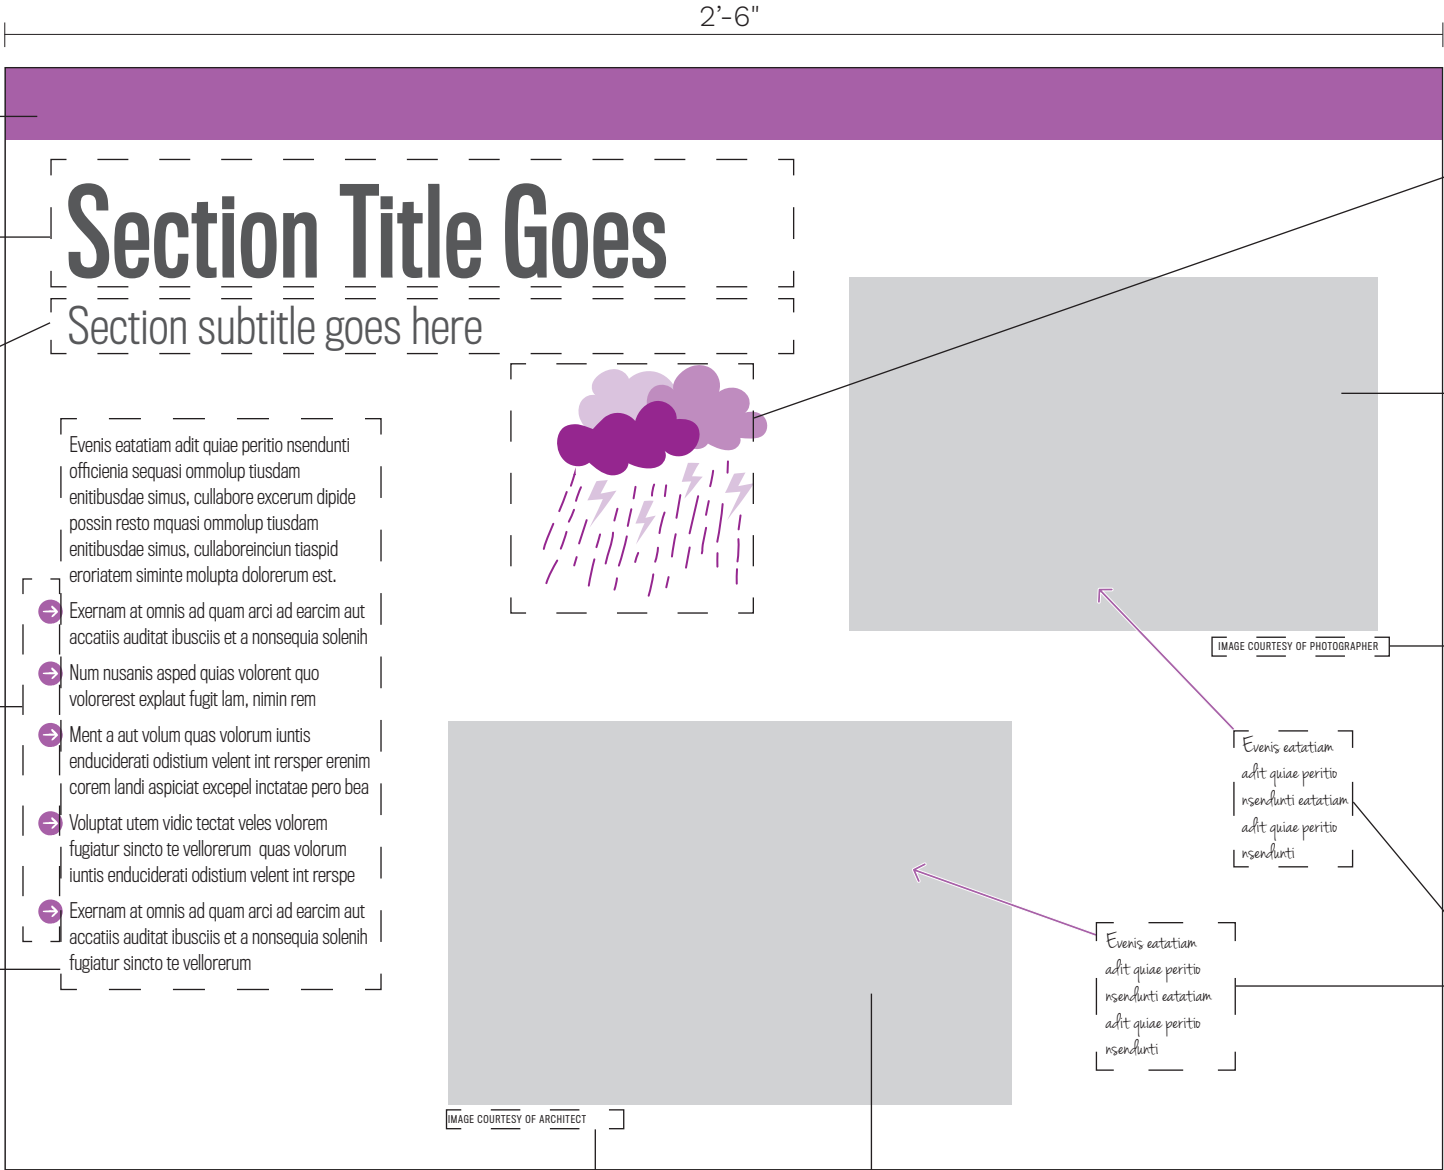 2'-6"
Section Title Goes
Section subtitle goes here
Evenis eatatiam adit quiae peritio nsendunti
officienia sequasi ommolup tiusdam
enitibusdae simus, cullabore excerum dipide
possin resto mquasi ommolup tiusdam
enitibusdae simus, cullaboreinciun tiaspid
eroriatem siminte molupta dolorerum est.
Exernam at omnis ad quam arci ad earcim aut
accatiis auditat ibusciis et a nonsequia solenih
Num nusanis asped quias volorent quo
volorerest explaut fugit lam, nimin rem
Ment a aut volum quas volorum iuntis
enduciderati odistium velent int rersper erenim
corem landi aspiciat excepel inctatae pero bea
Voluptat utem vidic tectat veles volorem
fugiatur sincto te vellorerum  quas volorum
iuntis enduciderati odistium velent int rerspe
Exernam at omnis ad quam arci ad earcim aut
accatiis auditat ibusciis et a nonsequia solenih
fugiatur sincto te vellorerum
IMAGE COURTESY OF PHOTOGRAPHER
Evenis eatatiam
adit quiae peritio
nsendunti eatatiam
adit quiae peritio
nsendunti
Evenis eatatiam
adit quiae peritio
nsendunti eatatiam
adit quiae peritio
nsendunti
IMAGE COURTESY OF ARCHITECT